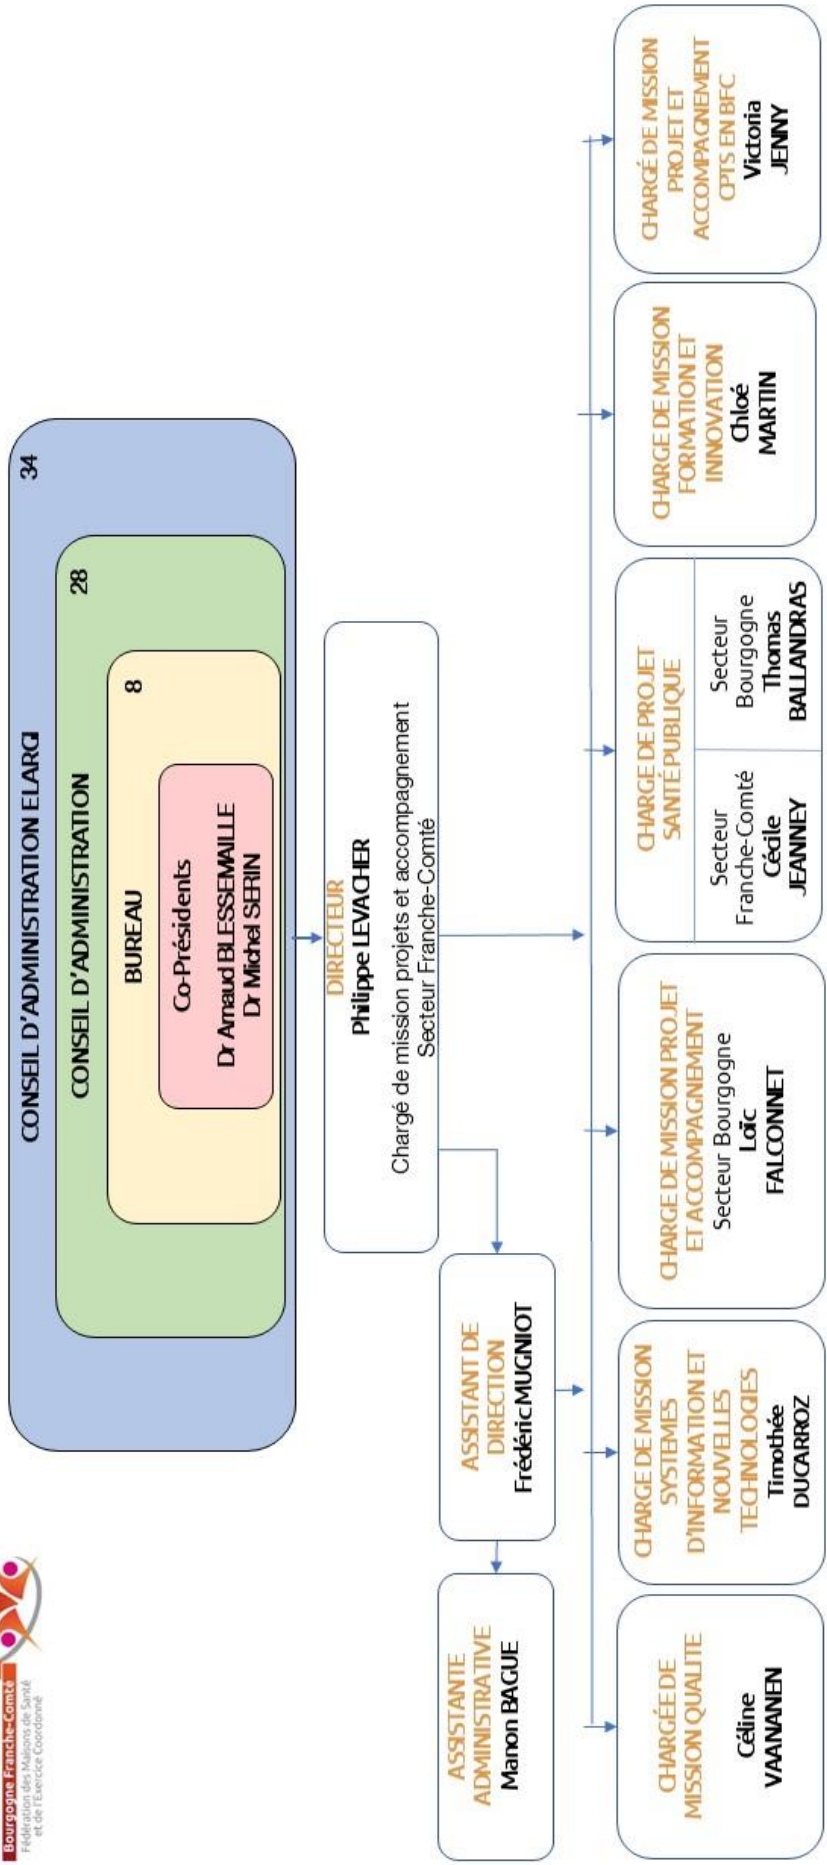 Bourgogne Franche-Comté
Fédération des Maisons de Santé
et de l'Exercice Coordonné
CONSEIL D'ADMINISTRATION ELARGI
34
CONSEIL D'ADMINISTRATION
28
BUREAU
8
Co-Présidents
Dr Arnaud BLESSEMAILLE
Dr Michel SERIN
DIRECTEUR
Philippe LEVACHER
Chargé de mission projets et accompagnement
Secteur Franche-Comté
ASSISTANTE
ADMINISTRATIVE
Manon BAGUE
ASSISTANT DE
DIRECTION
Frédéric MUGNIOT
CHARGÉE DE
MISSION QUALITE
Céline
VAANANEN
CHARGE DE MISSION
SYSTEMES
D'INFORMATION ET
NOUVELLES
TECHNOLOGIES
Timothée
DUCARROZ
CHARGE DE MISSION PROJET
ET ACCOMPAGNEMENT
Secteur Bourgogne
Loïc
FALCONNET
CHARGE DE PROJET
SANTÉ PUBLIQUE
Secteur
Franche-Comté
Cécile
JEANNEY
Secteur
Bourgogne
Thomas
BALLANDRAS
CHARGE DE MISSION
FORMATION ET
INNOVATION
Chloé
MARTIN
CHARGÉ DE MISSION
PROJET ET
ACCOMPAGNEMENT
CPTS EN BFC
Victoria
JENNY